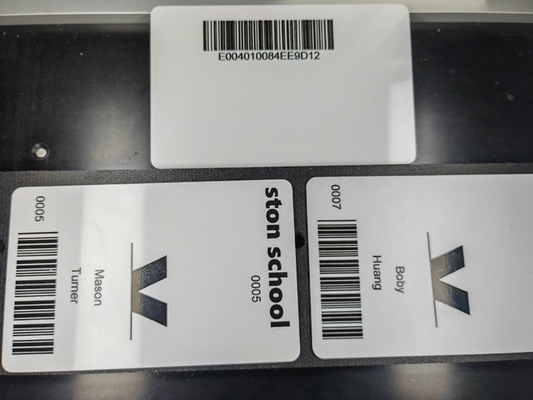 E004010084EE9D12
ston school
0005
Mason
Turner
0005
0007
Boby
Huang
V
V